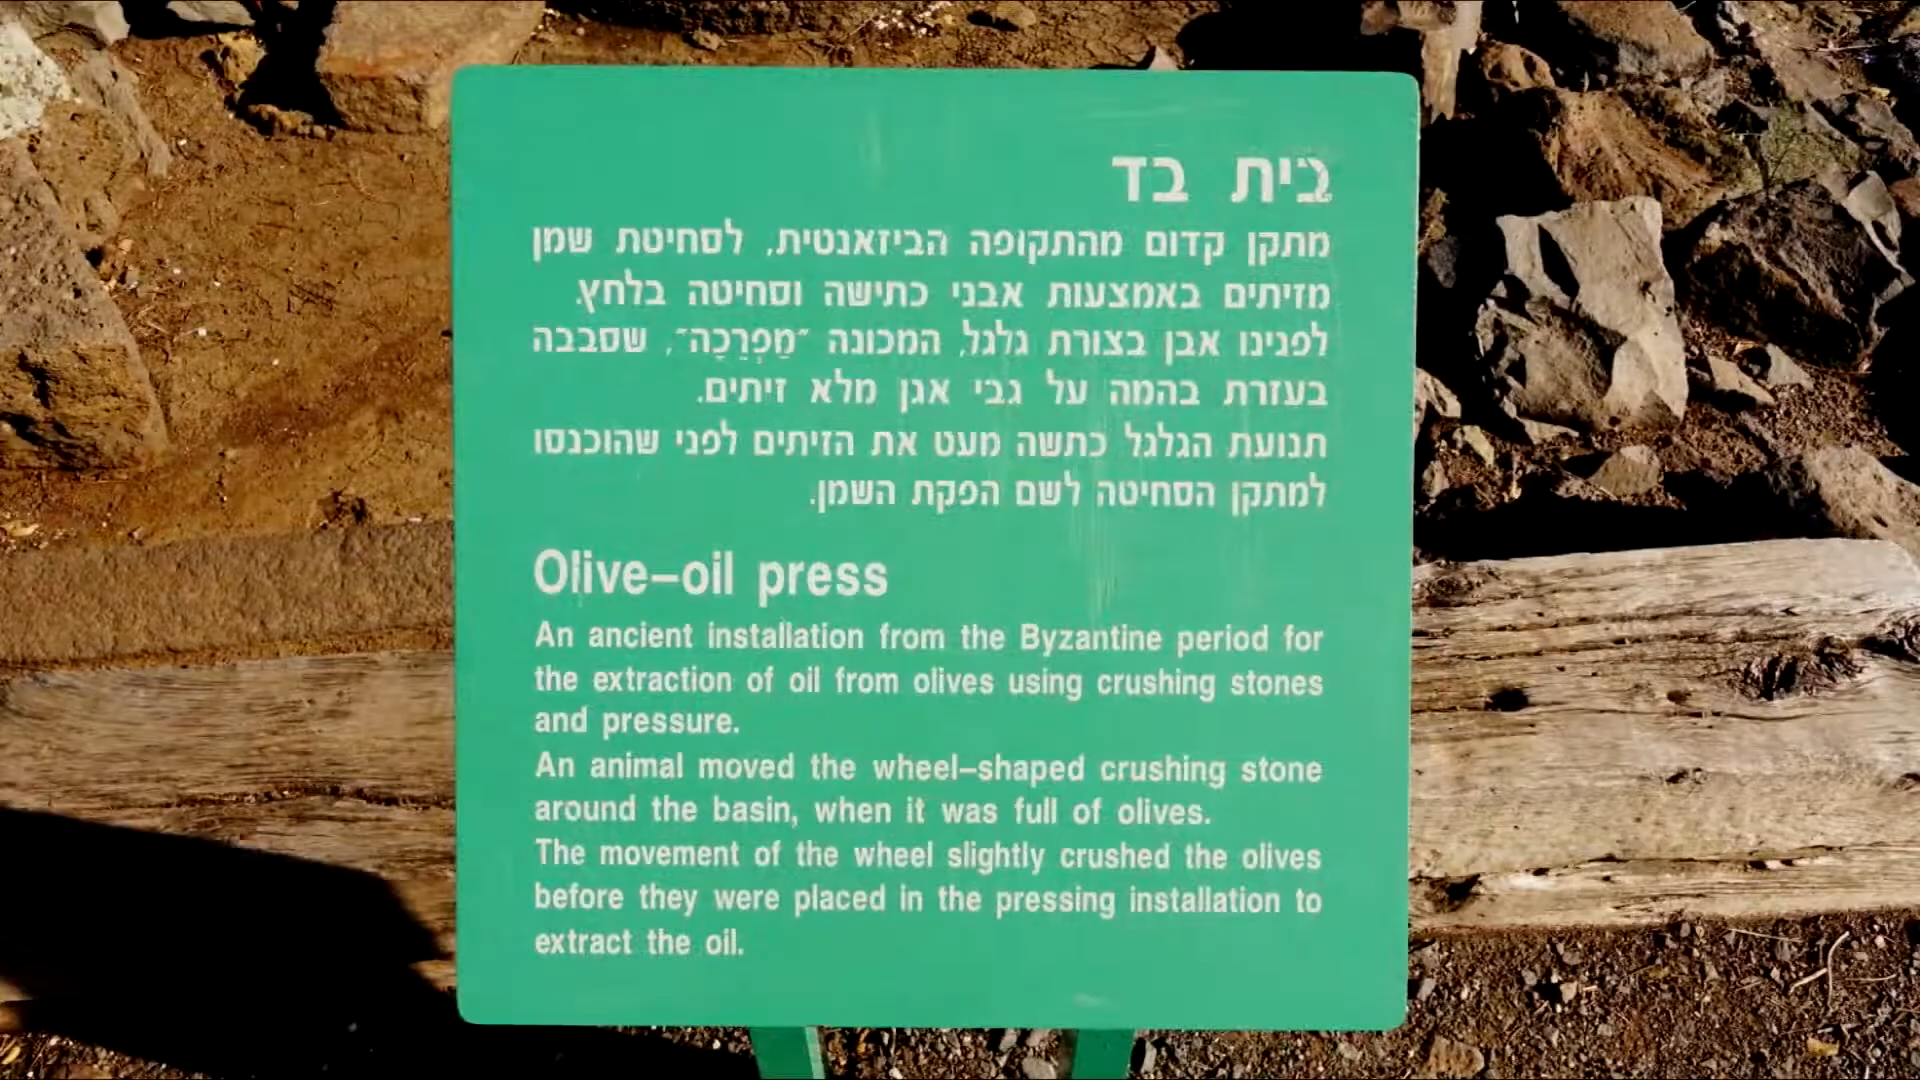 בית בד
מתקן קדום מהתקופה הביזאנטית, לסחיטת שמן
מזיתים באמצעות אבני כתישה וסחיטה בלחץ.
לפנינו אבן בצורת גלגל, המכונה "מַפְרֵכָה", שסבבה
בעזרת בהמה על גבי אגן מלא זיתים.
תנועת הגלגל כתשה מעט את הזיתים לפני שהוכנסו
למתקן הסחיטה לשם הפקת השמן.
Olive–oil press
An ancient installation from the Byzantine period for
the extraction of oil from olives using crushing stones
and pressure.
An animal moved the wheel–shaped crushing stone
around the basin, when it was full of olives.
The movement of the wheel slightly crushed the olives
before they were placed in the pressing installation to
extract the oil.